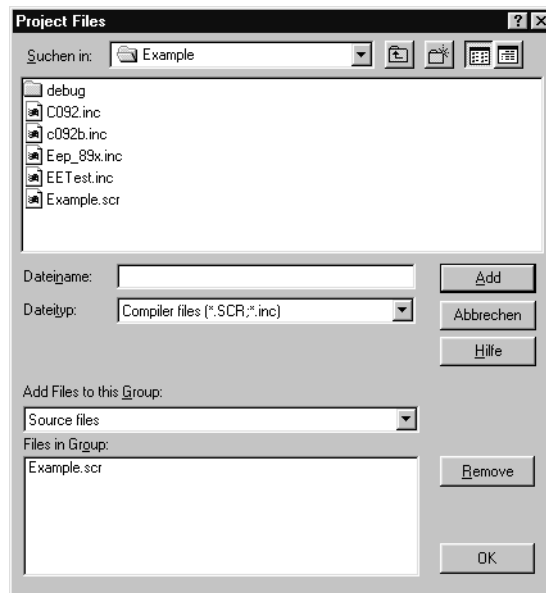 Project Files
Suchen in: Example
debug
C092.inc
c092b.inc
Eep_89x.inc
EETest.inc
Example.scr
Dateiname: Add
Dateityp: Compiler files (*.SCR;*.inc) Abbrechen
Hilfe
Add Files to this Group:
Source files
Files in Group:
Example.scr
Remove
OK